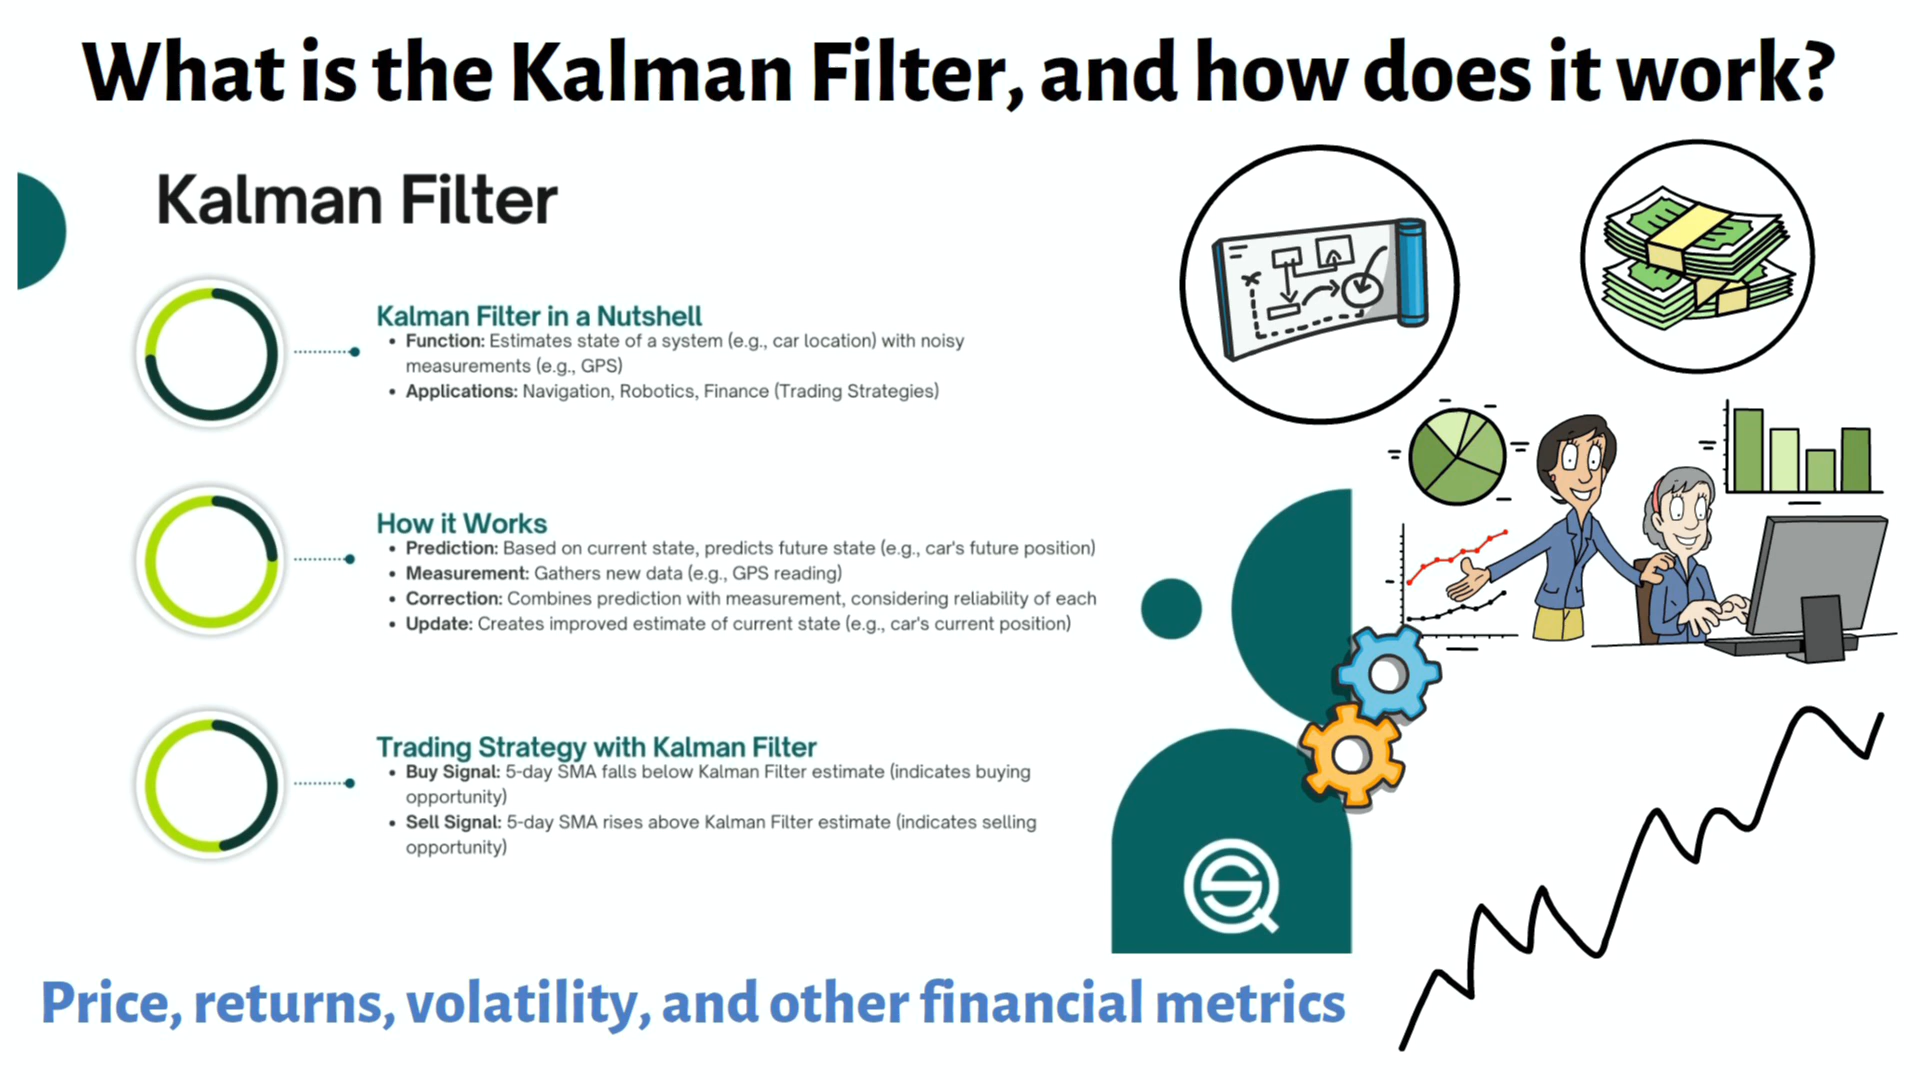 What is the Kalman Filter, and how does it work?
Kalman Filter
Kalman Filter in a Nutshell
• Function: Estimates state of a system (e.g., car location) with noisy
measurements (e.g., GPS)
• Applications: Navigation, Robotics, Finance (Trading Strategies)
How it Works
• Prediction: Based on current state, predicts future state (e.g., car's future position)
• Measurement: Gathers new data (e.g., GPS reading)
• Correction: Combines prediction with measurement, considering reliability of each
• Update: Creates improved estimate of current state (e.g., car's current position)
Trading Strategy with Kalman Filter
• Buy Signal: 5-day SMA falls below Kalman Filter estimate (indicates buying
opportunity)
• Sell Signal: 5-day SMA rises above Kalman Filter estimate (indicates selling
opportunity)
Price, returns, volatility, and other financial metrics